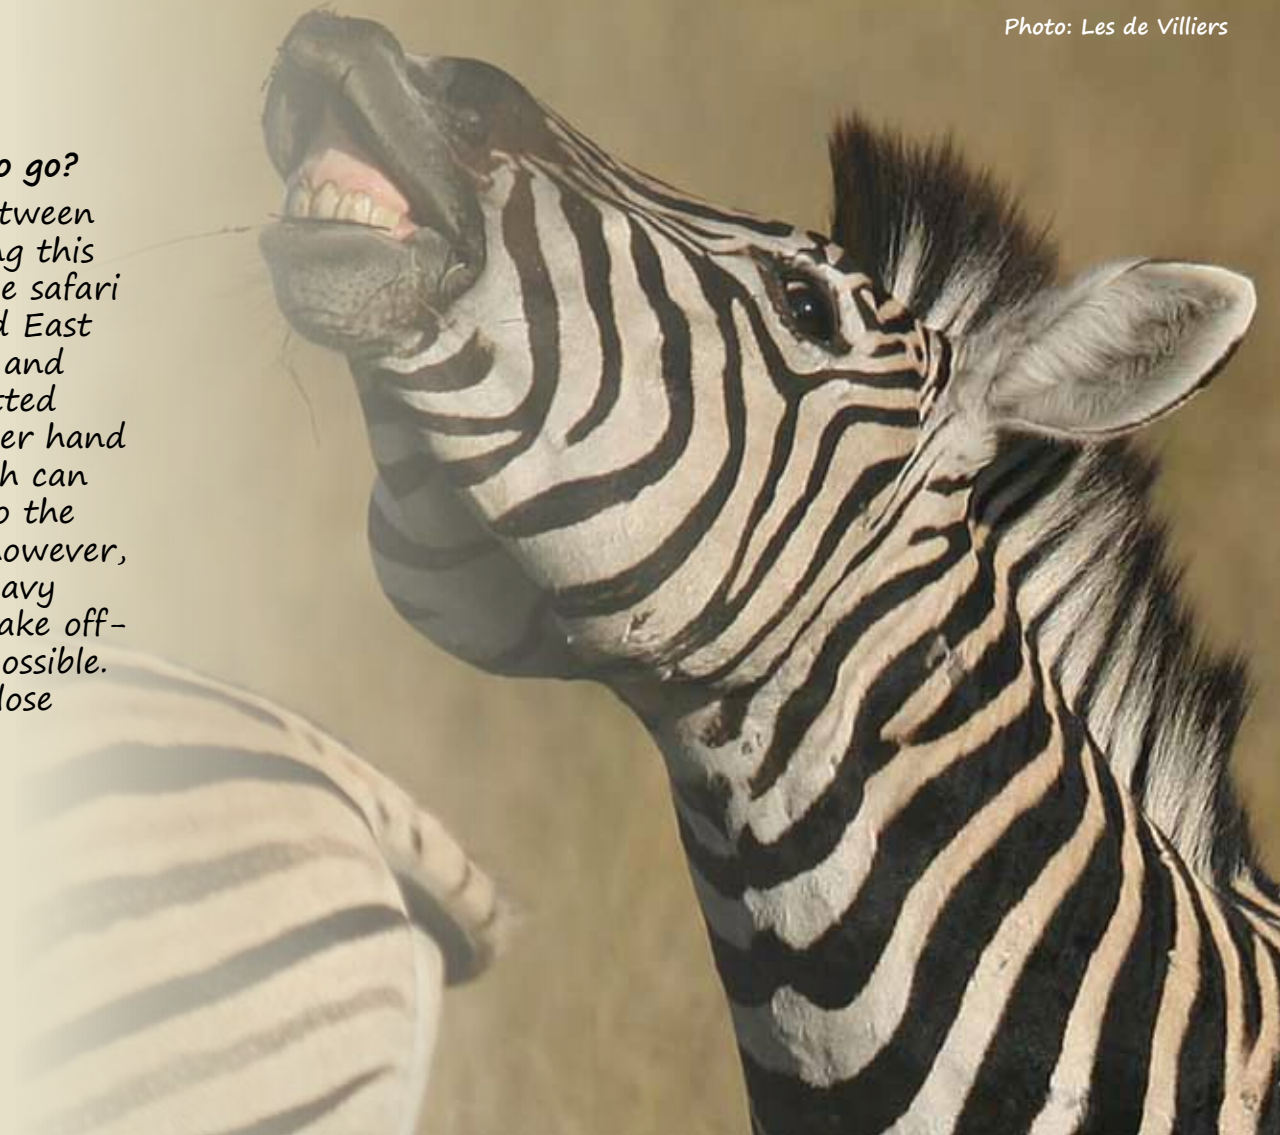 Photo: Les de Villiers
o go?
tween
ng this
e safari
d East
and
tted
er hand
h can
o the
however,
avy
ake off-
ossible.
lose